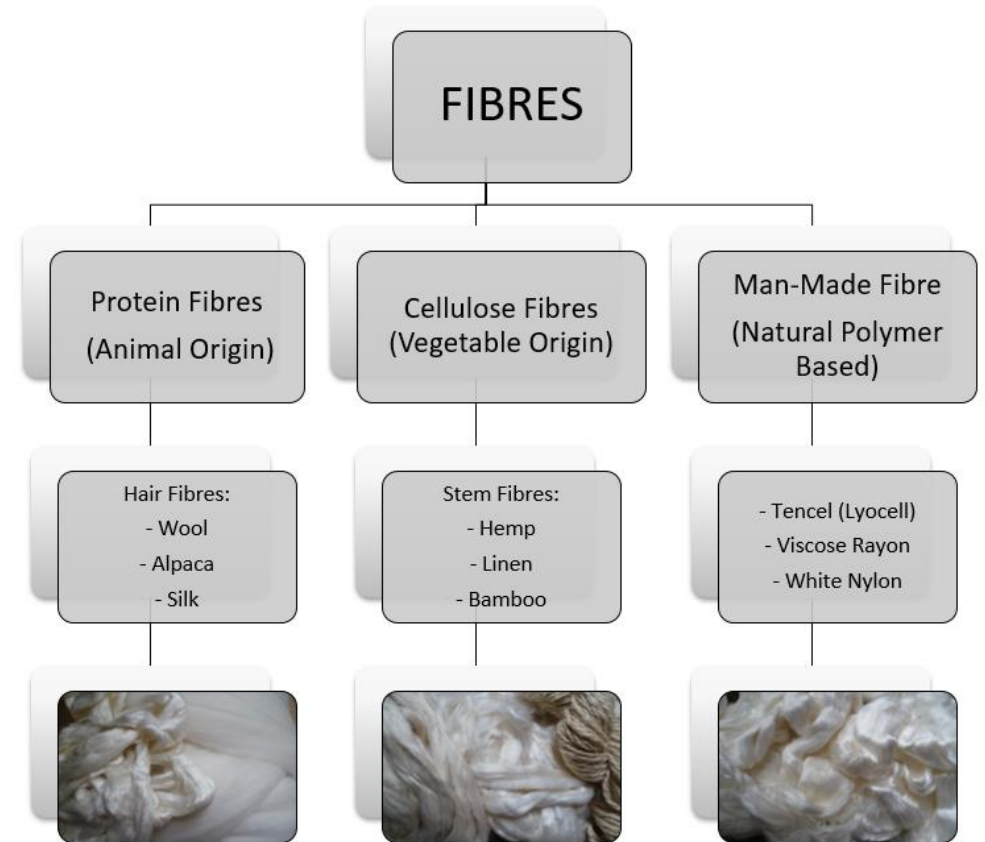 FIBRES
Protein Fibres
(Animal Origin)
Cellulose Fibres
(Vegetable Origin)
Man-Made Fibre
(Natural Polymer
Based)
Hair Fibres:
- Wool
- Alpaca
- Silk
Stem Fibres:
- Hemp
- Linen
- Bamboo
- Tencel (Lyocell)
- Viscose Rayon
- White Nylon